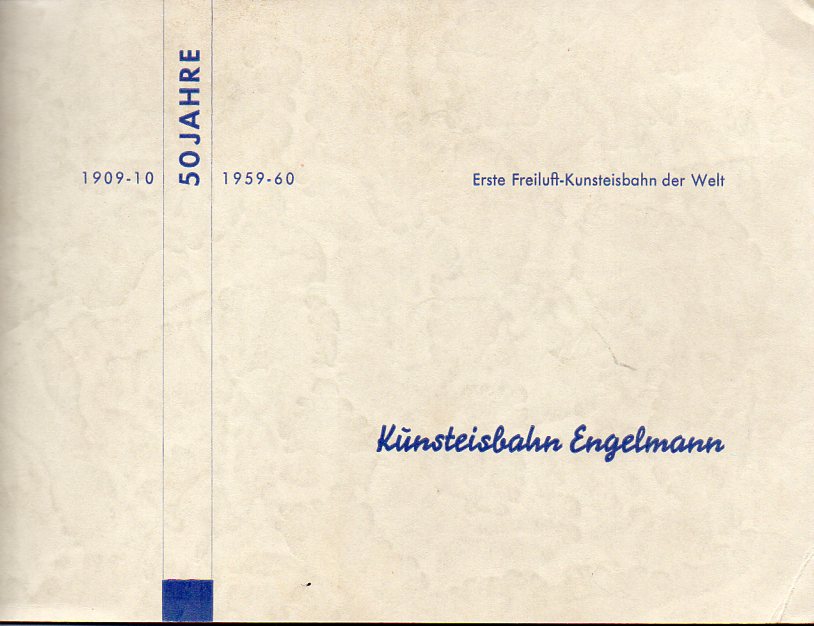 50 JAHRE
1909-10
1959-60
Erste Freiluft-Kunsteisbahn der Welt
Kunsteisbahn Engelmann